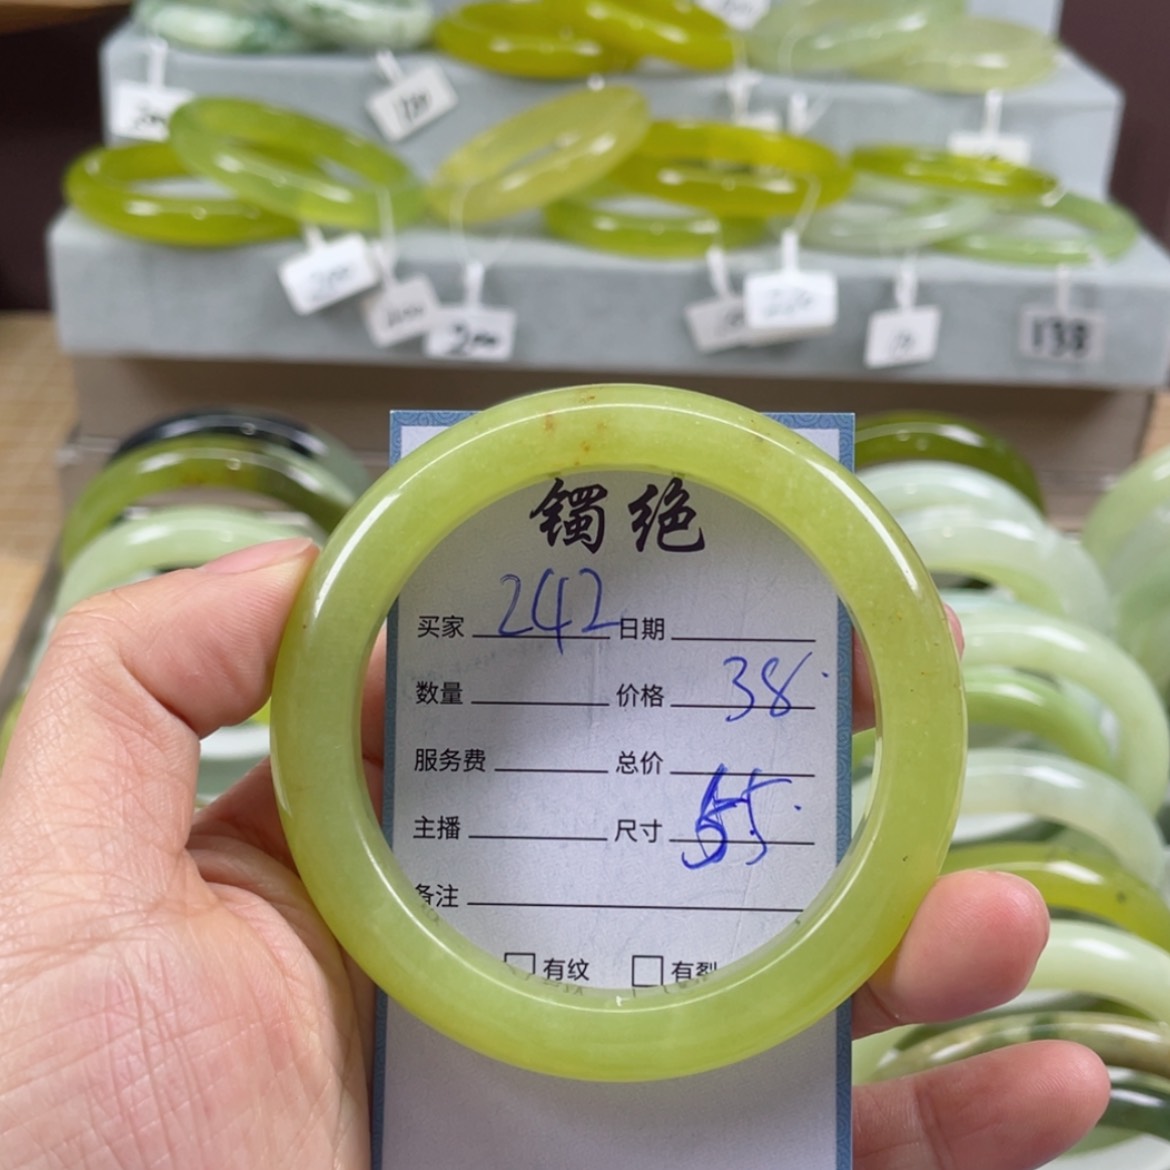 200
138
镯绝
买家 242 日期
数量 价格 38.
服务费 总价
主播 尺寸 55.
备注
有纹 有裂